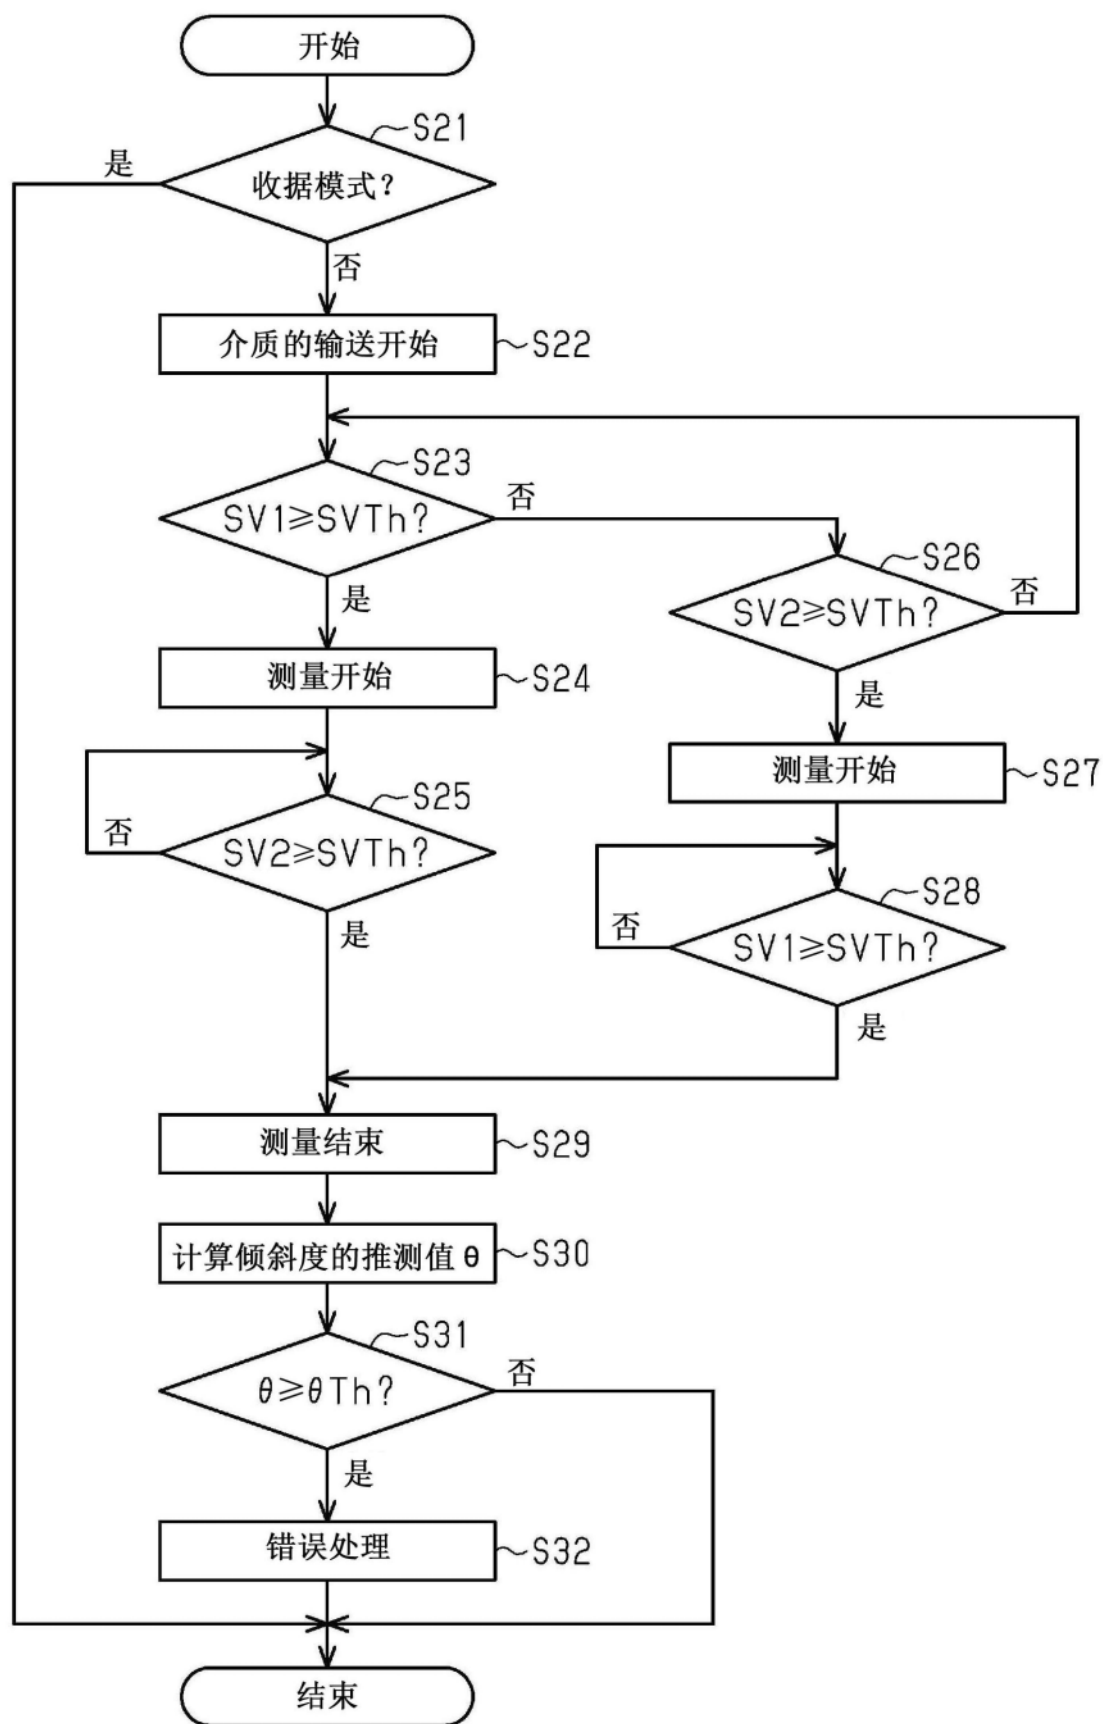 开始
S21
是
收据模式?
否
介质的输送开始
S22
S23
否
SV1≥SVTh?
S26
否
是
SV2≥SVTh?
测量开始
S24
是
测量开始
S27
S25
否
SV2≥SVTh?
S28
是
否
SV1≥SVTh?
是
测量结束
S29
计算倾斜度的推测值 θ
S30
S31
否
θ≥θTh?
是
错误处理
S32
结束